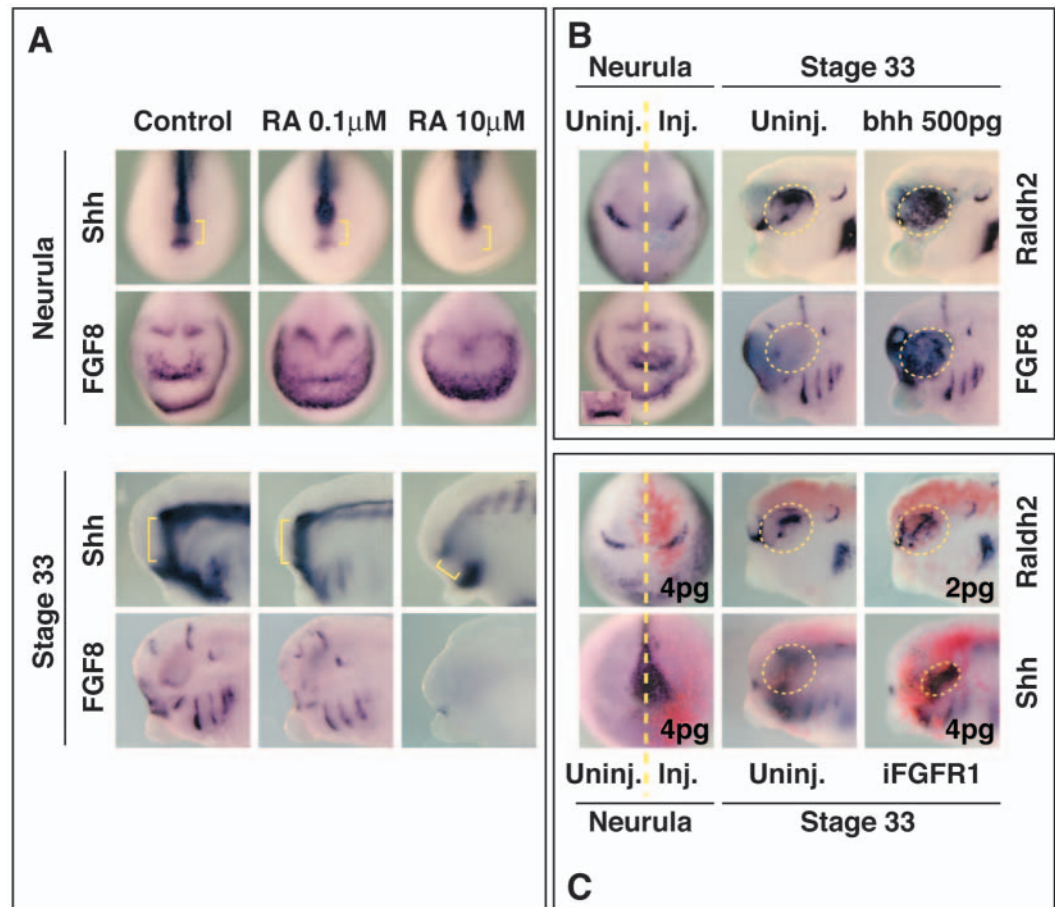 A
Control RA 0.1μM RA 10μM
Neurula
Shh
FGF8
Stage 33
Shh
FGF8
B
Neurula Stage 33
Uninj. Inj. Uninj. bhh 500pg
Raldh2
FGF8
4pg 2pg
Raldh2
4pg 4pg
Shh
Uninj. Inj. Uninj. iFGFR1
Neurula Stage 33
C